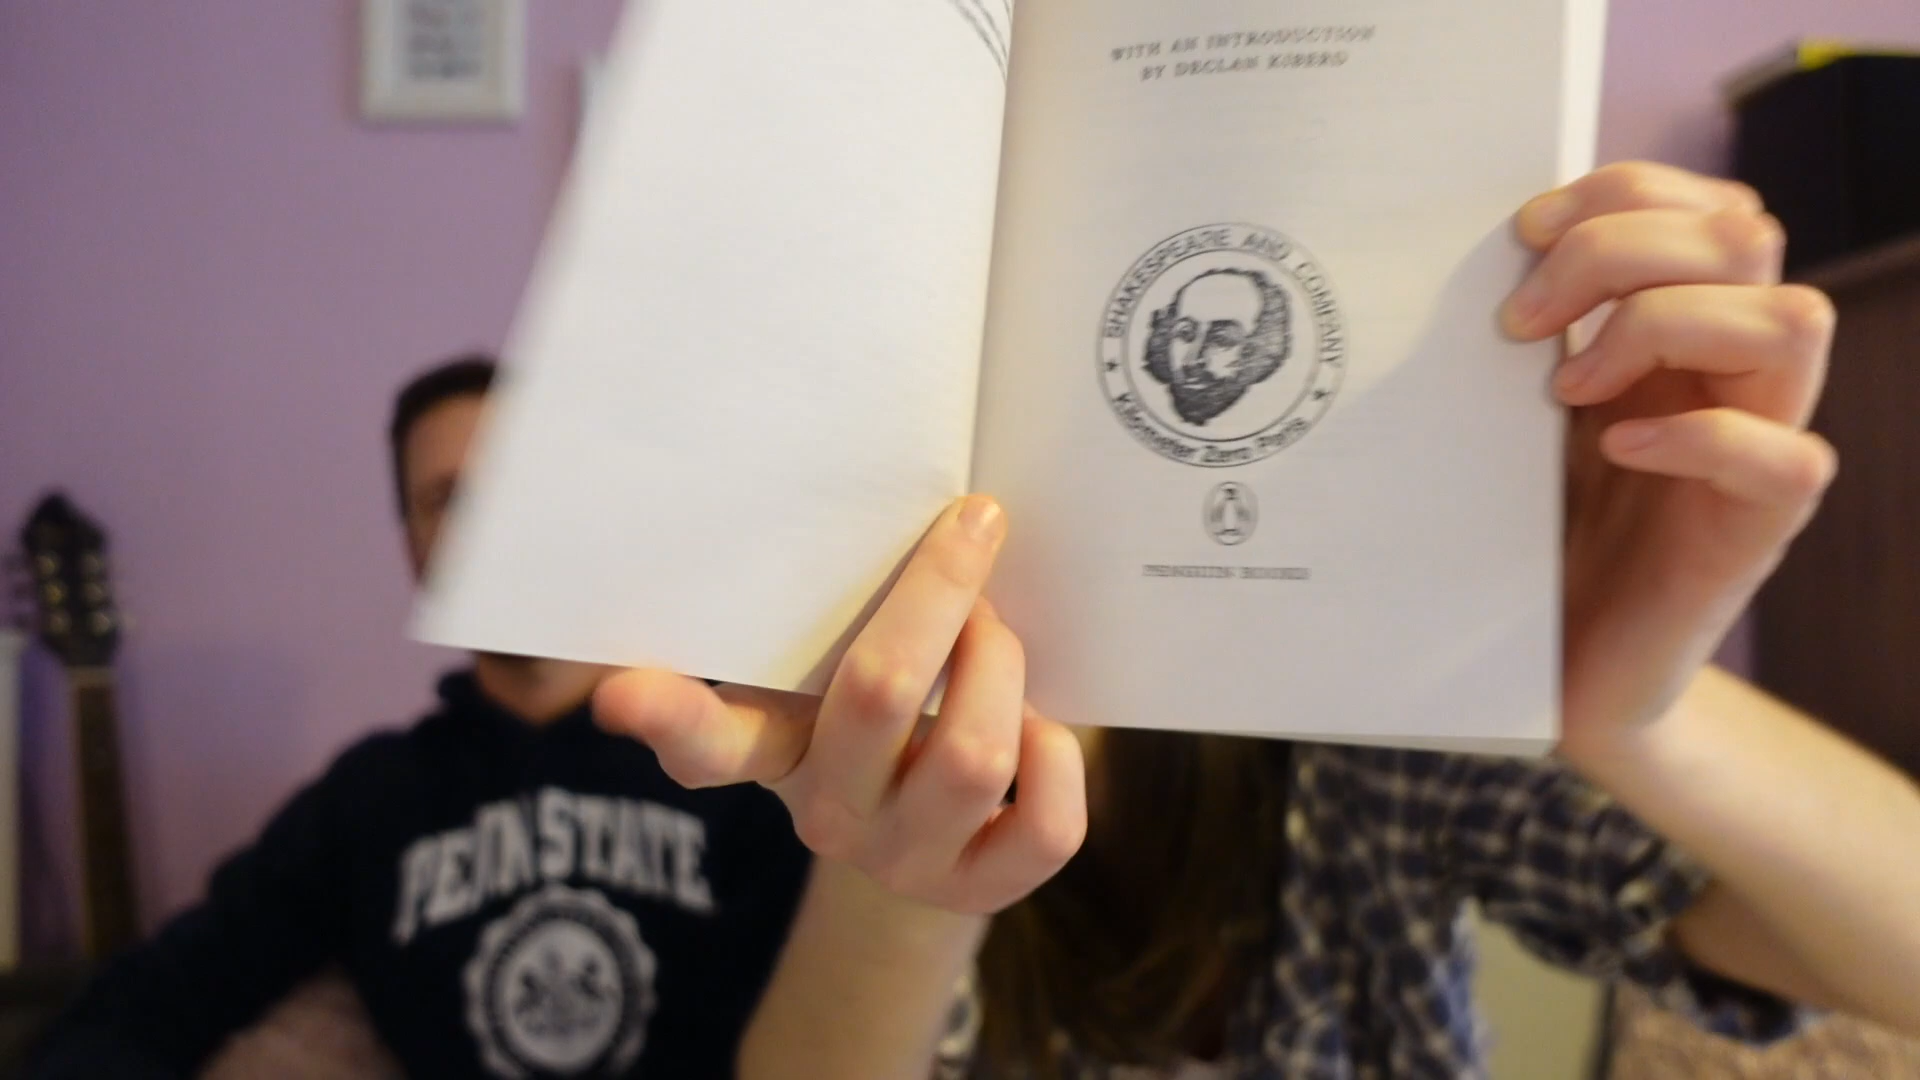 WITH AN INTRODUCTION
BY DECLAN KIBERD
SHAKESPEARE AND COMPANY
Kilometer Zero Paris
PENGUIN BOOKS
PENN STATE